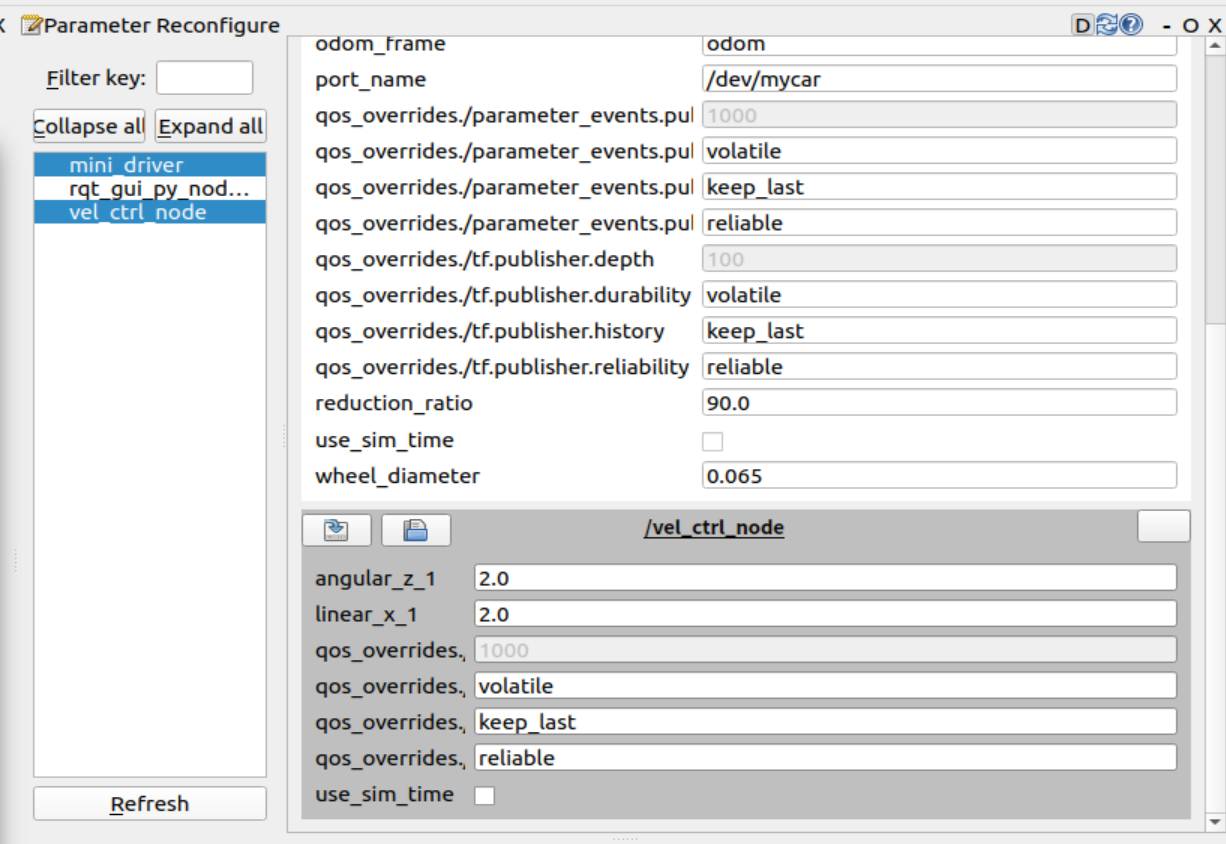 Parameter Reconfigure
D - O X
Filter key:
Collapse all Expand all
mini_driver
rqt_gui_py_nod...
vel_ctrl_node
Refresh
odom_frame odom
port_name /dev/mycar
qos_overrides./parameter_events.pul 1000
qos_overrides./parameter_events.pul volatile
qos_overrides./parameter_events.pul keep_last
qos_overrides./parameter_events.pul reliable
qos_overrides./tf.publisher.depth 100
qos_overrides./tf.publisher.durability volatile
qos_overrides./tf.publisher.history keep_last
qos_overrides./tf.publisher.reliability reliable
reduction_ratio 90.0
use_sim_time
wheel_diameter 0.065
/vel_ctrl_node
angular_z_1 2.0
linear_x_1 2.0
qos_overrides./ 1000
qos_overrides./ volatile
qos_overrides./ keep_last
qos_overrides./ reliable
use_sim_time